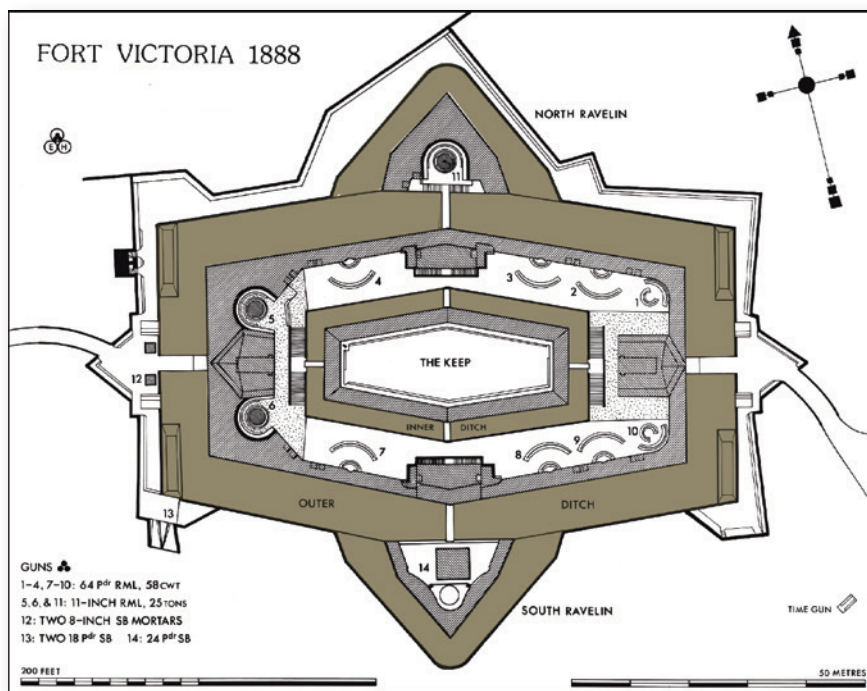 FORT VICTORIA 1888
E H
NORTH RAVELIN
11
4
3
2
1
5
THE KEEP
12
6
INNER DITCH
7
8
9
10
OUTER DITCH
13
14
GUNS
1-4, 7-10: 64 Pdr RML, 58CWT
5,6, & 11: 11-INCH RML, 25TONS
12: TWO 8-INCH SB MORTARS
13: TWO 18 Pdr SB 14: 24 Pdr SB
SOUTH RAVELIN
TIME GUN
200 FEET
50 METRES